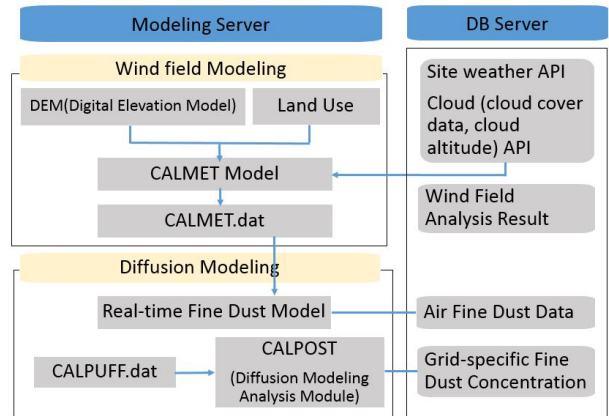 Modeling Server
DB Server
Wind field Modeling
DEM(Digital Elevation Model)
Land Use
CALMET Model
CALMET.dat
Site weather API
Cloud (cloud cover
data, cloud
altitude) API
Wind Field
Analysis Result
Diffusion Modeling
Real-time Fine Dust Model
Air Fine Dust Data
CALPUFF.dat
CALPOST
(Diffusion Modeling
Analysis Module)
Grid-specific Fine
Dust Concentration